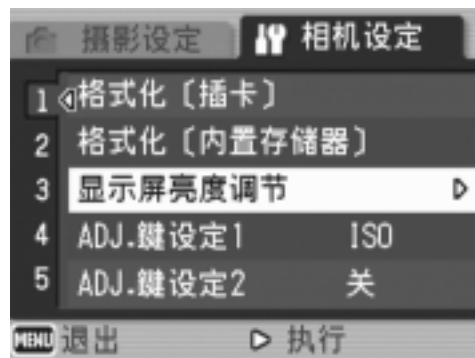 摄影设定 相机设定
1 格式化〔插卡〕
2 格式化〔内置存储器〕
3 显示屏亮度调节
4 ADJ.鍵设定1 ISO
5 ADJ.鍵设定2 关
MENU 退出 执行